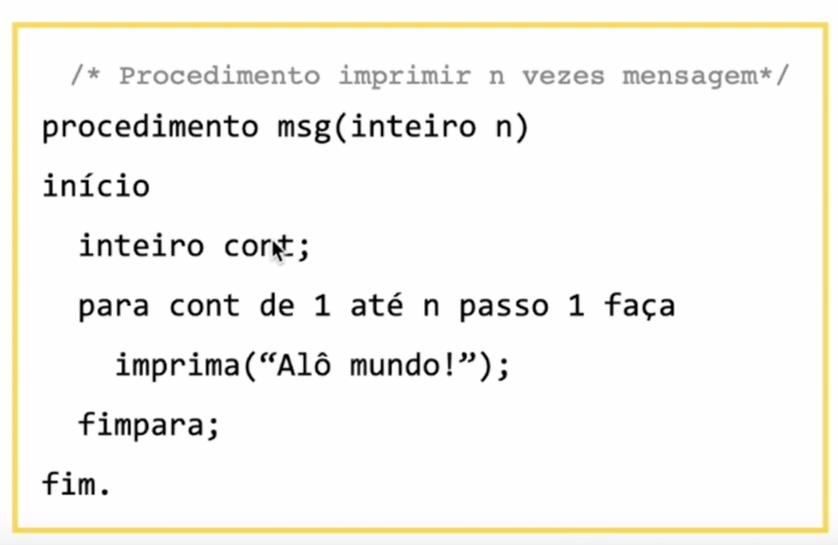 /* Procedimento imprimir n vezes mensagem*/
procedimento msg(inteiro n)
início
inteiro cont;
para cont de 1 até n passo 1 faça
imprima(“Alô mundo!”);
fimpara;
fim.